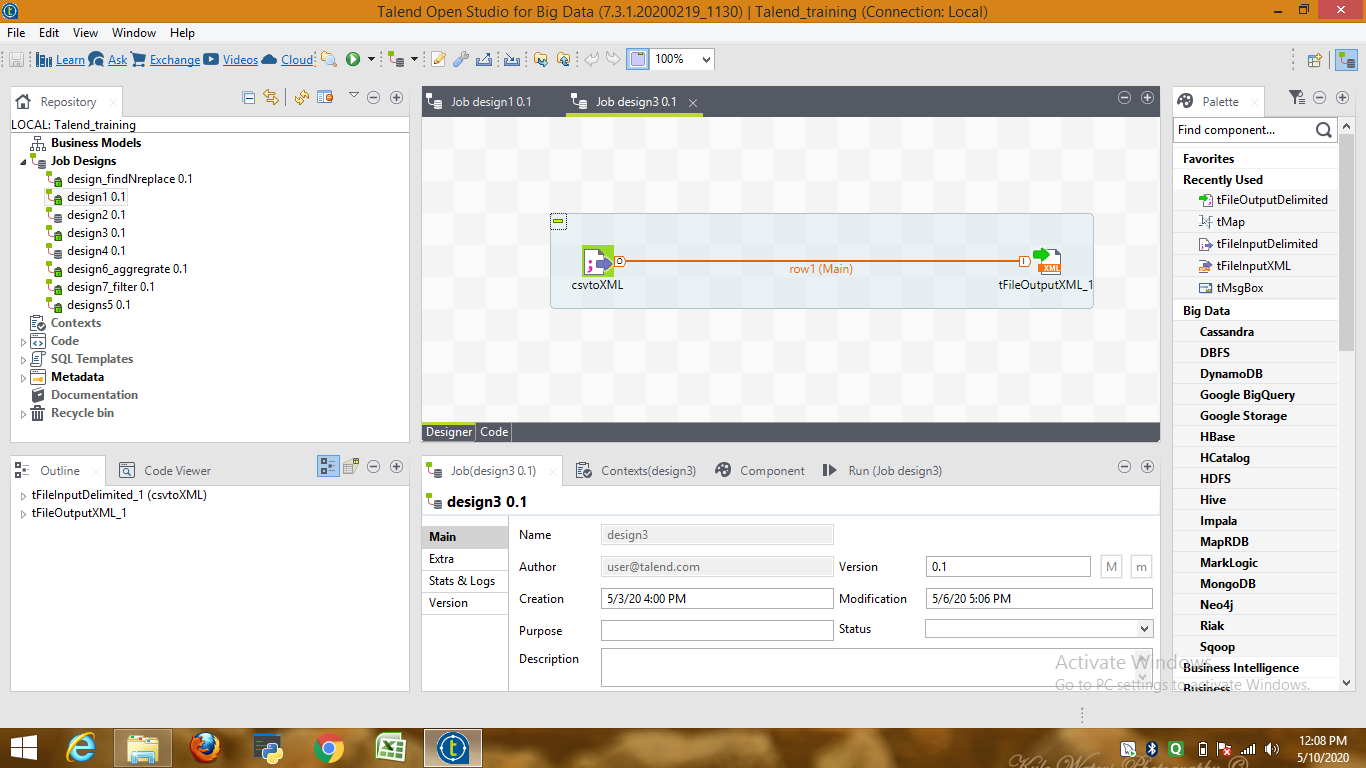 Talend Open Studio for Big Data (7.3.1.20200219_1130) | Talend_training (Connection: Local)
File Edit View Window Help
Learn Ask Exchange Videos Cloud 100%
Repository
LOCAL: Talend_training
Business Models
Job Designs
design_findNreplace 0.1
design1 0.1
design2 0.1
design3 0.1
design4 0.1
design6_aggregrate 0.1
design7_filter 0.1
designs5 0.1
Contexts
Code
SQL Templates
Metadata
Documentation
Recycle bin
Outline Code Viewer
tFileInputDelimited_1 (csvtoXML)
tFileOutputXML_1
Job design1 0.1 Job design3 0.1
csvtoXML
row1 (Main)
XML
tFileOutputXML_1
Designer Code
Job(design3 0.1) Contexts(design3) Component Run (Job design3)
design3 0.1
Main
Extra
Stats & Logs
Version
Name design3
Author user@talend.com Version 0.1 M m
Creation 5/3/20 4:00 PM Modification 5/6/20 5:06 PM
Purpose Status
Description
Palette
Find component...
Favorites
Recently Used
tFileOutputDelimited
tMap
tFileInputDelimited
tFileInputXML
tMsgBox
Big Data
Cassandra
DBFS
DynamoDB
Google BigQuery
Google Storage
HBase
HCatalog
HDFS
Hive
Impala
MapRDB
MarkLogic
MongoDB
Neo4j
Riak
Sqoop
Business Intelligence
Business
Activate Windows
Go to PC settings to activate Windows.
12:08 PM
5/10/2020